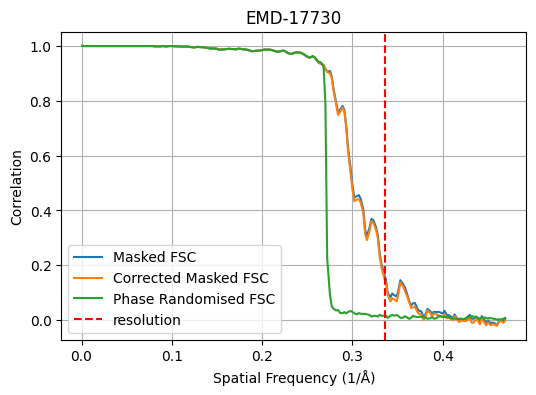 EMD-17730
1.0
0.8
0.6
0.4
0.2
0.0
Correlation
Masked FSC
Corrected Masked FSC
Phase Randomised FSC
resolution
0.0 0.1 0.2 0.3 0.4
Spatial Frequency (1/Å)